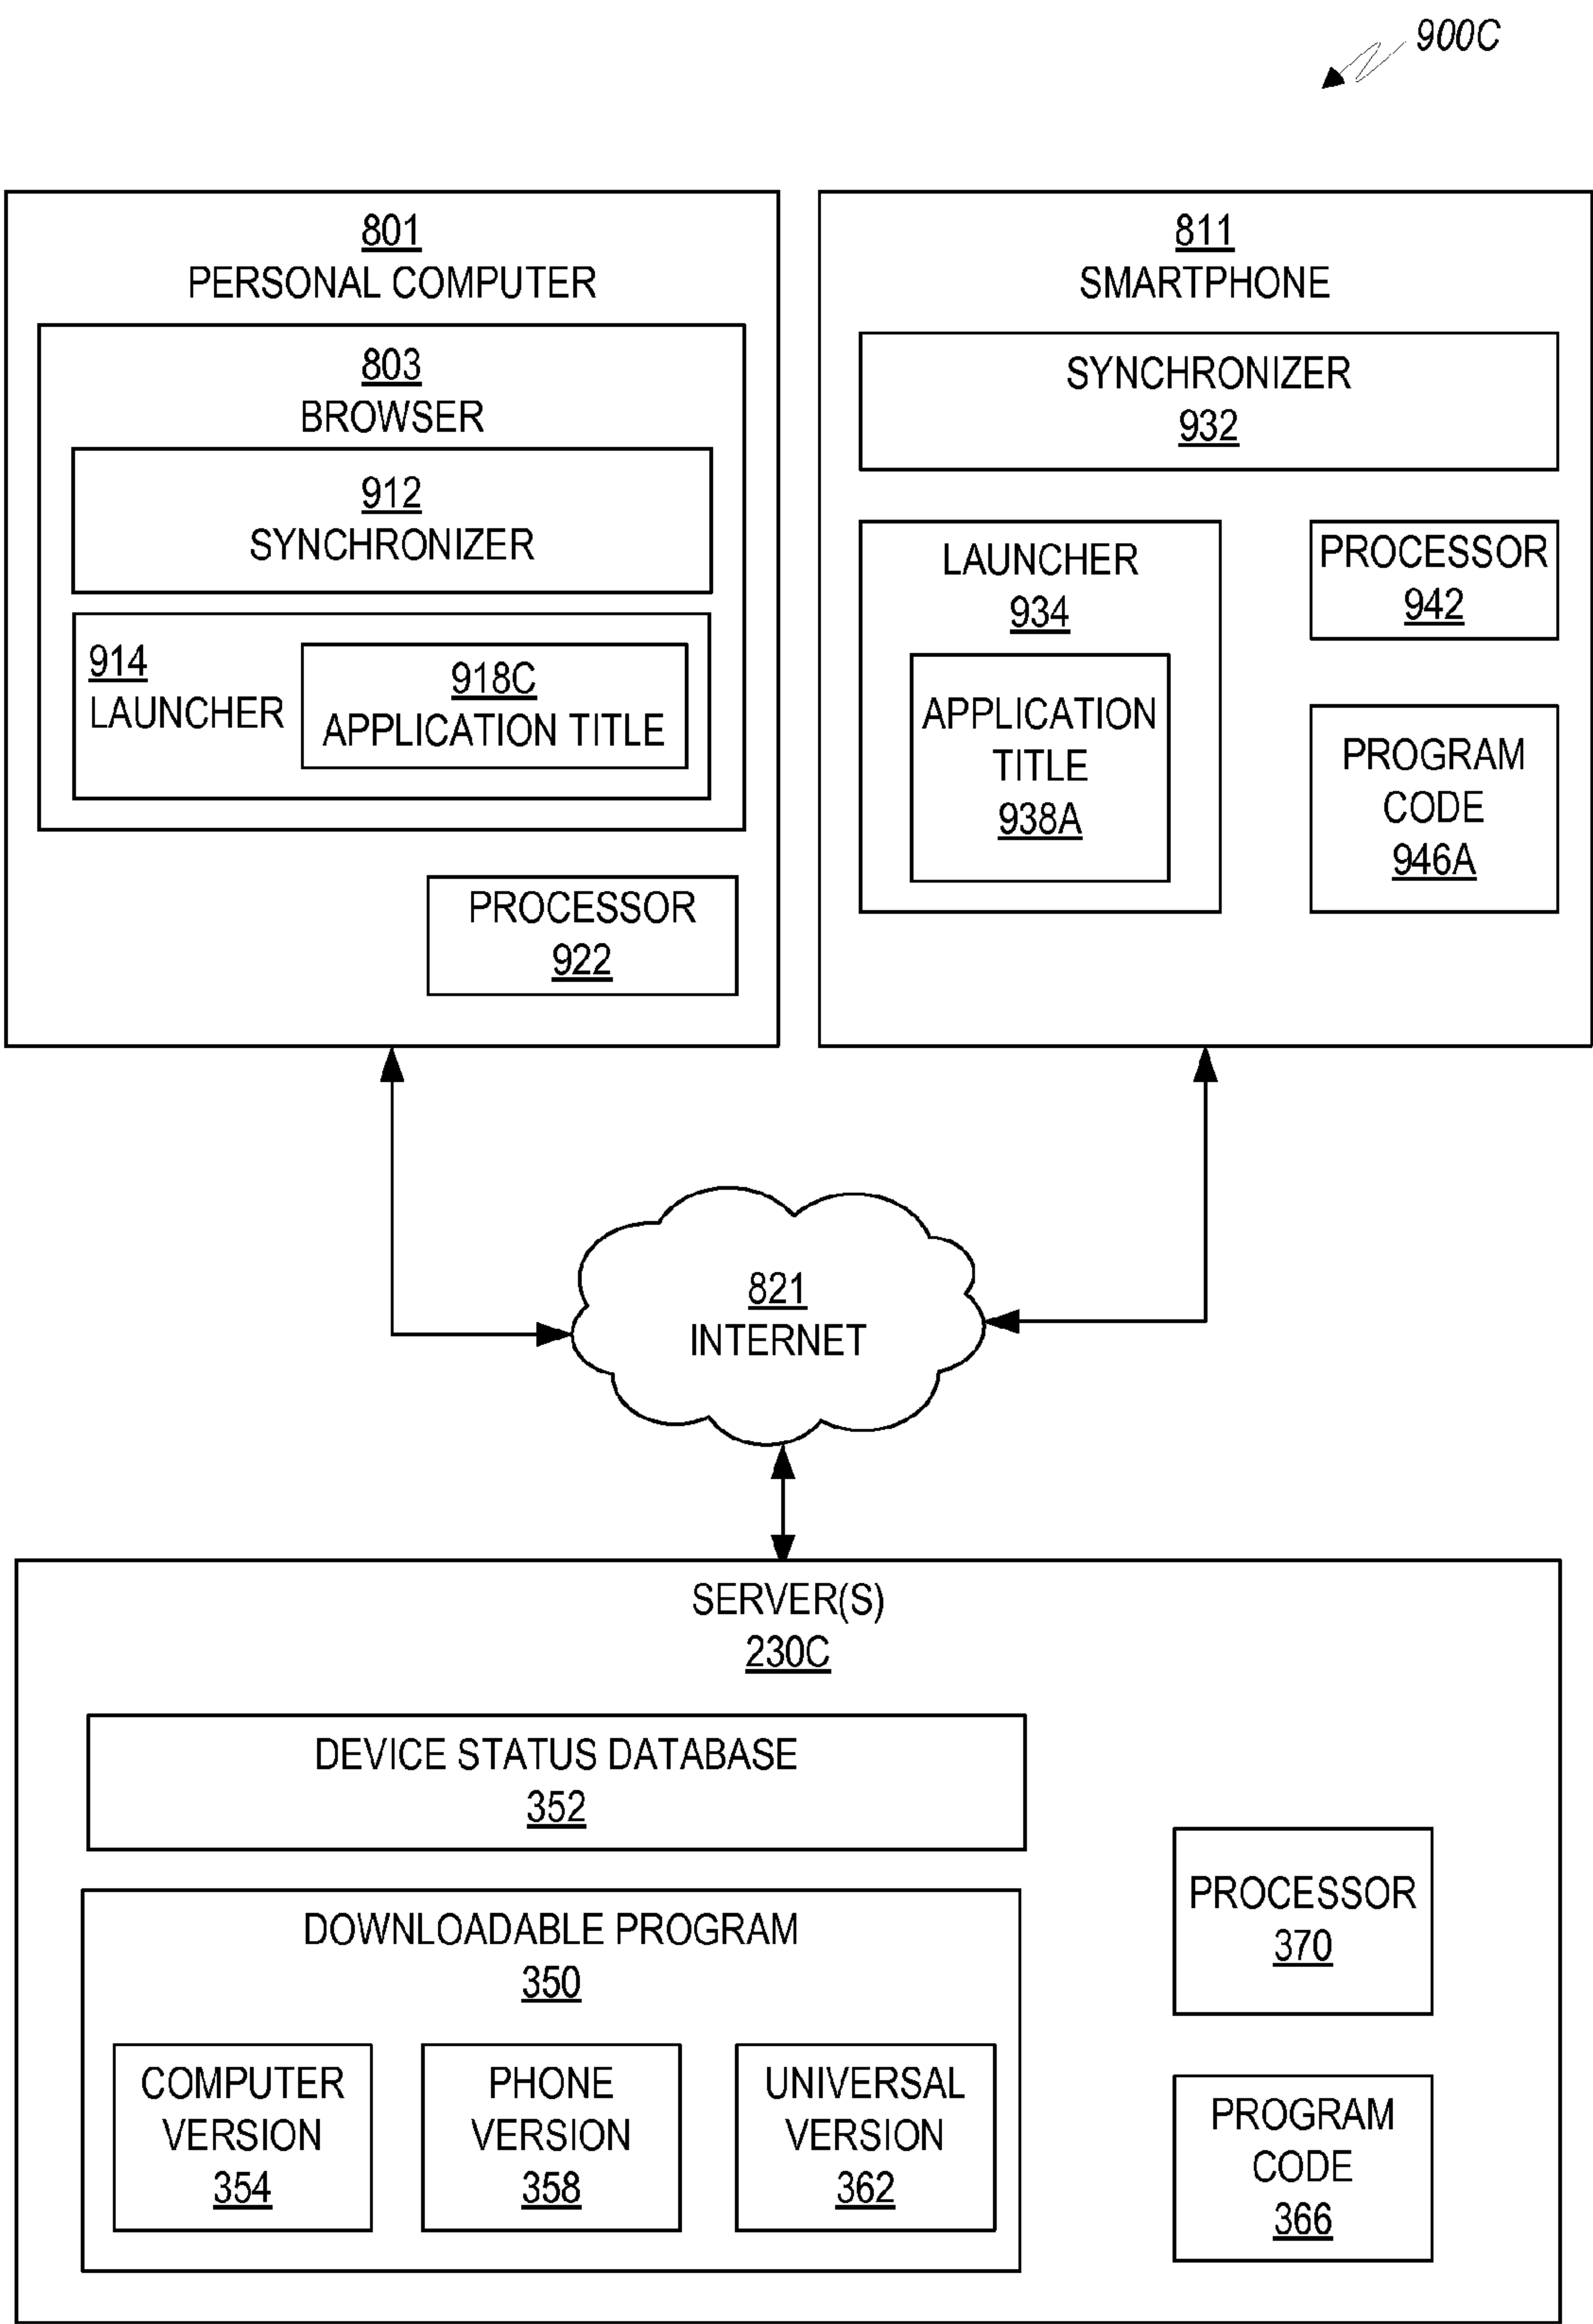 900C
801
PERSONAL COMPUTER
803
BROWSER
912
SYNCHRONIZER
914
LAUNCHER
918C
APPLICATION TITLE
PROCESSOR
922
811
SMARTPHONE
SYNCHRONIZER
932
LAUNCHER
934
APPLICATION
TITLE
938A
PROCESSOR
942
PROGRAM
CODE
946A
821
INTERNET
SERVER(S)
230C
DEVICE STATUS DATABASE
352
DOWNLOADABLE PROGRAM
350
COMPUTER
VERSION
354
PHONE
VERSION
358
UNIVERSAL
VERSION
362
PROCESSOR
370
PROGRAM
CODE
366